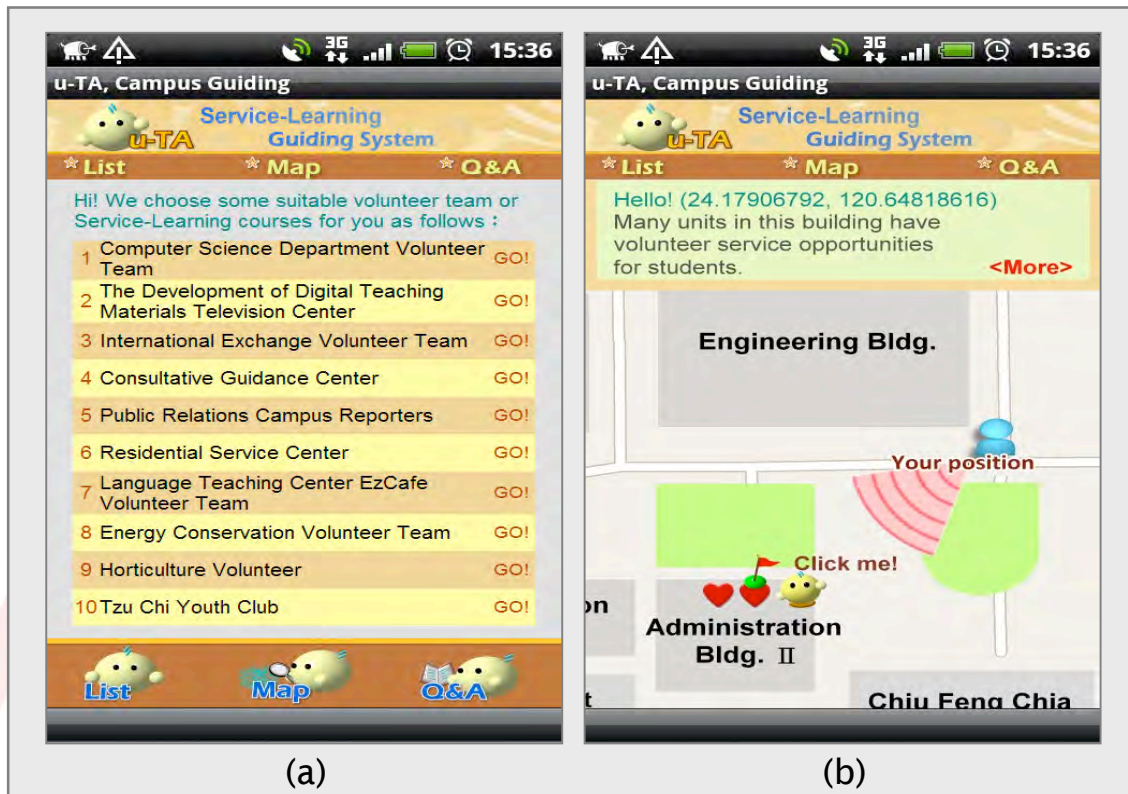 3G 15:36
u-TA, Campus Guiding
Service-Learning
u-TA Guiding System
List Map Q&A
Hi! We choose some suitable volunteer team or
Service-Learning courses for you as follows：
1 Computer Science Department Volunteer
Team GO!
2 The Development of Digital Teaching
Materials Television Center GO!
3 International Exchange Volunteer Team GO!
4 Consultative Guidance Center GO!
5 Public Relations Campus Reporters GO!
6 Residential Service Center GO!
7 Language Teaching Center EzCafe
Volunteer Team GO!
8 Energy Conservation Volunteer Team GO!
9 Horticulture Volunteer GO!
10 Tzu Chi Youth Club GO!
List Map Q&A
(a)
3G 15:36
u-TA, Campus Guiding
Service-Learning
u-TA Guiding System
List Map Q&A
Hello! (24.17906792, 120.64818616)
Many units in this building have
volunteer service opportunities
for students. <More>
Engineering Bldg.
Your position
Click me!
on
Administration
Bldg. II
t
Chiu Feng Chia
(b)